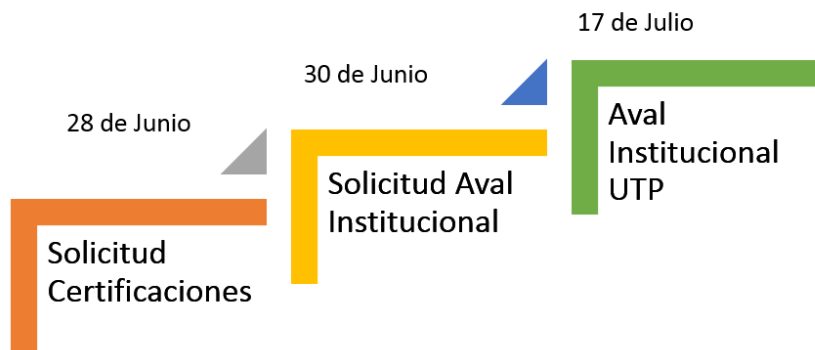 28 de Junio
Solicitud
Certificaciones
30 de Junio
Solicitud Aval
Institucional
17 de Julio
Aval
Institucional
UTP